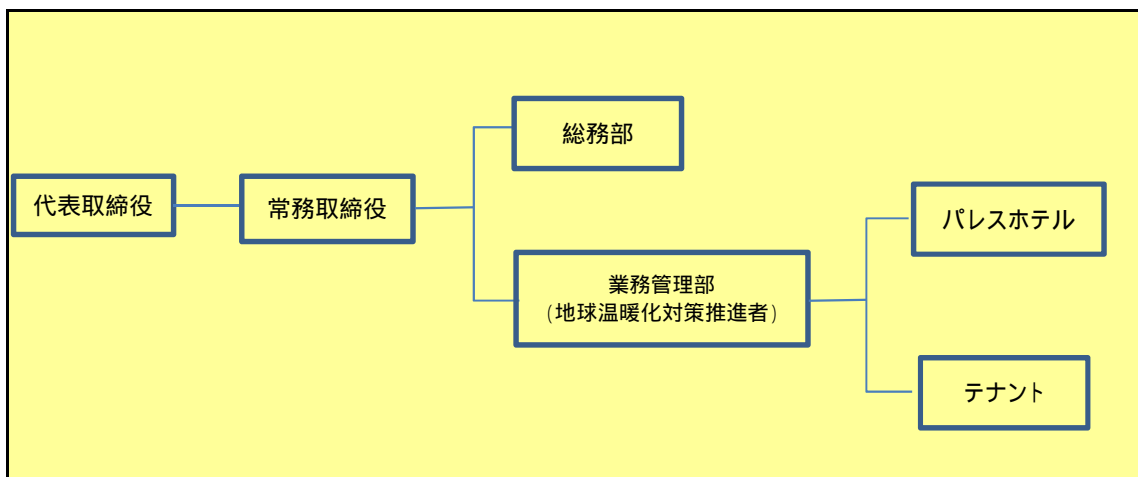 代表取締役
常務取締役
総務部
業務管理部
(地球温暖化対策推進者)
パレスホテル
テナント